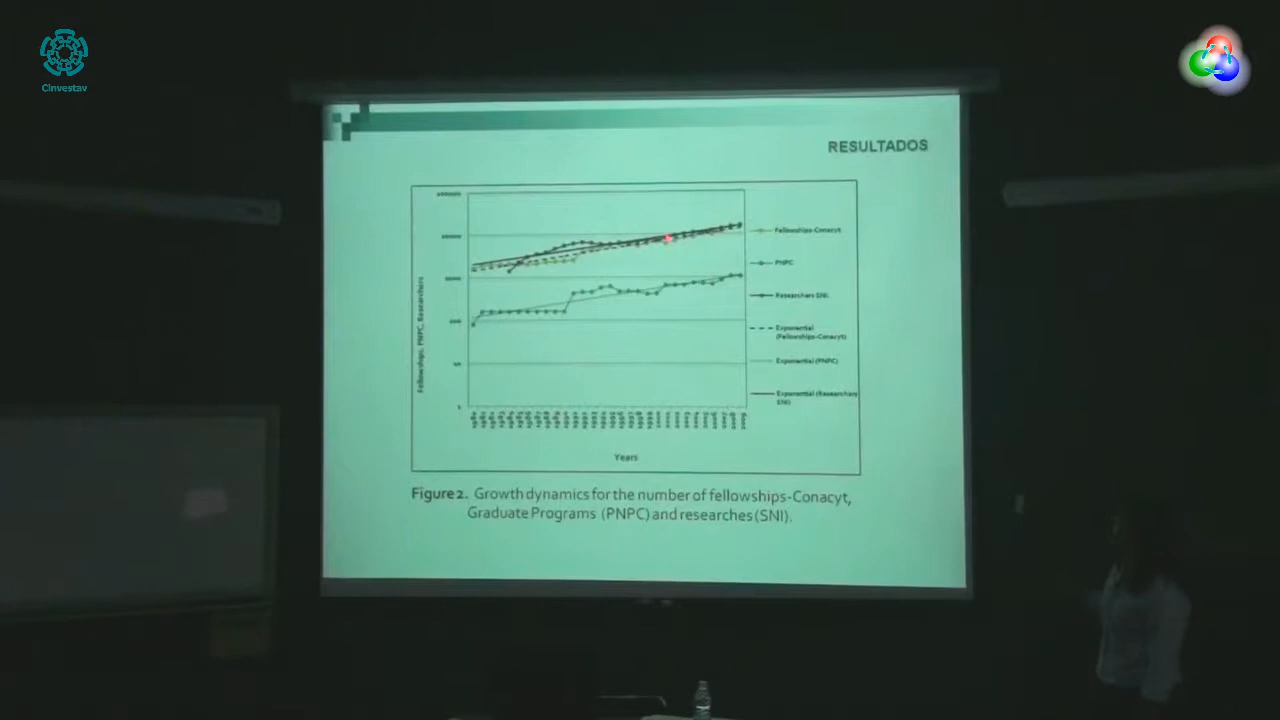 Cinvestav
RESULTADOS
Fellowships-Conacyt
PNPC
Researchers SNI
Exponential
(Fellowships-Conacyt)
Exponential (PNPC)
Exponential (Researchers
SNI)
Fellowships, PNPC, Researchers
Years
Figure 2. Growth dynamics for the number of fellowships-Conacyt,
Graduate Programs (PNPC) and researches (SNI).